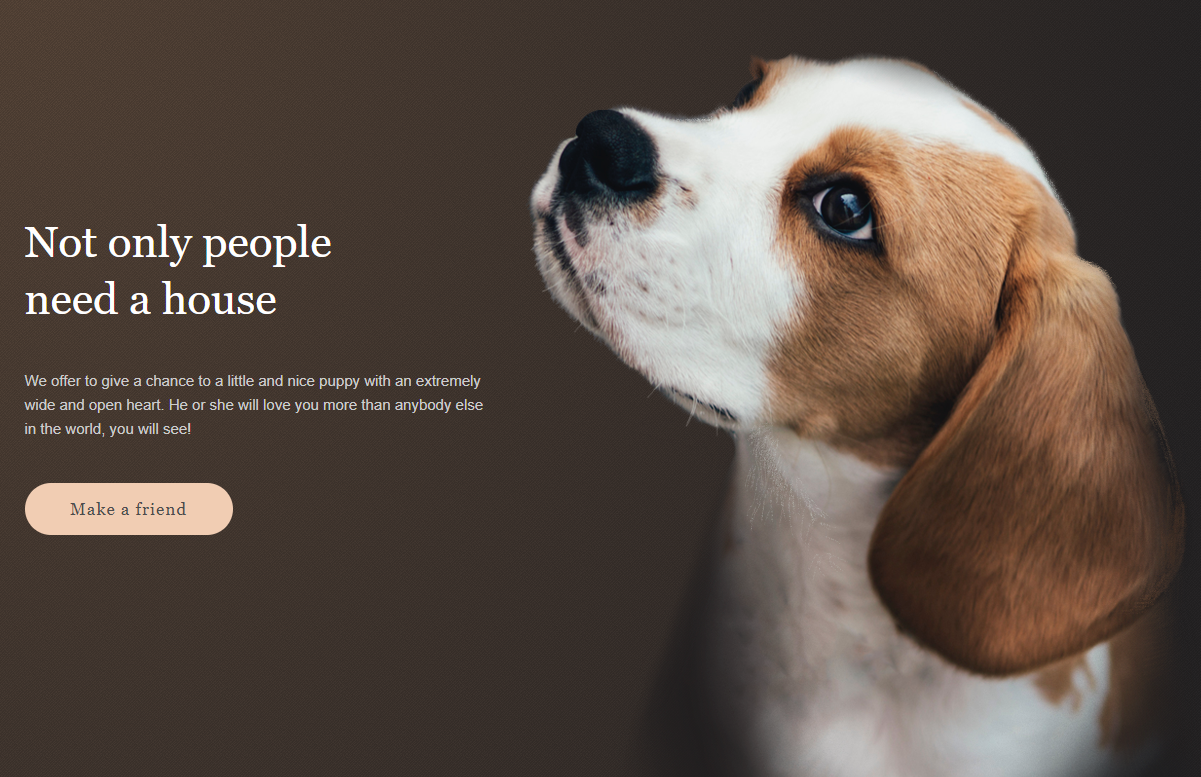 Not only people
need a house
We offer to give a chance to a little and nice puppy with an extremely
wide and open heart. He or she will love you more than anybody else
in the world, you will see!
Make a friend